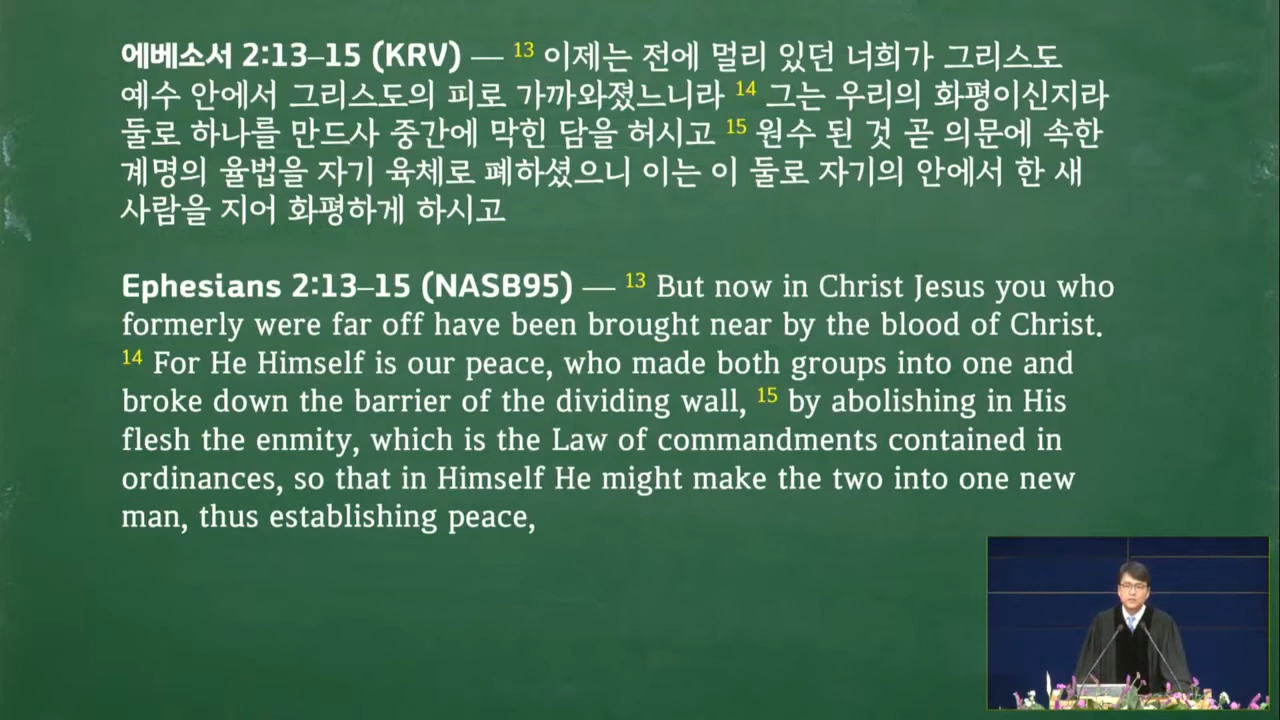 에베소서 2:13–15 (KRV) — 13 이제는 전에 멀리 있던 너희가 그리스도
예수 안에서 그리스도의 피로 가까와졌느니라 14 그는 우리의 화평이신지라
둘로 하나를 만드사 중간에 막힌 담을 허시고 15 원수 된 것 곧 의문에 속한
계명의 율법을 자기 육체로 폐하셨으니 이는 이 둘로 자기의 안에서 한 새
사람을 지어 화평하게 하시고
Ephesians 2:13–15 (NASB95) — 13 But now in Christ Jesus you who
formerly were far off have been brought near by the blood of Christ.
14 For He Himself is our peace, who made both groups into one and
broke down the barrier of the dividing wall, 15 by abolishing in His
flesh the enmity, which is the Law of commandments contained in
ordinances, so that in Himself He might make the two into one new
man, thus establishing peace,